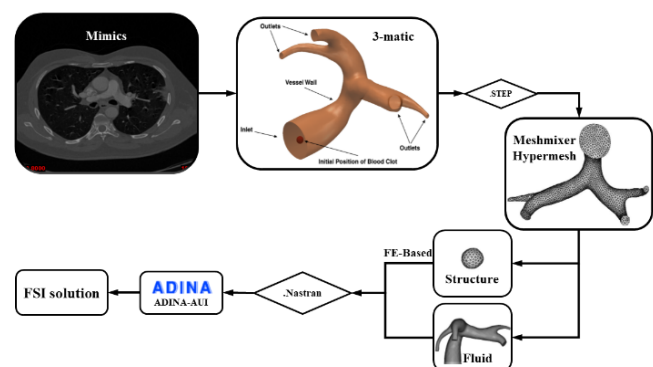 Mimics
3-matic
Outlets
Vessel Wall
Inlet
Initial Position of Blood Clot
Outlets
.STEP
Meshmixer
Hypermesh
FE-Based
Structure
Fluid
.Nastran
ADINA
ADINA-AUI
FSI solution